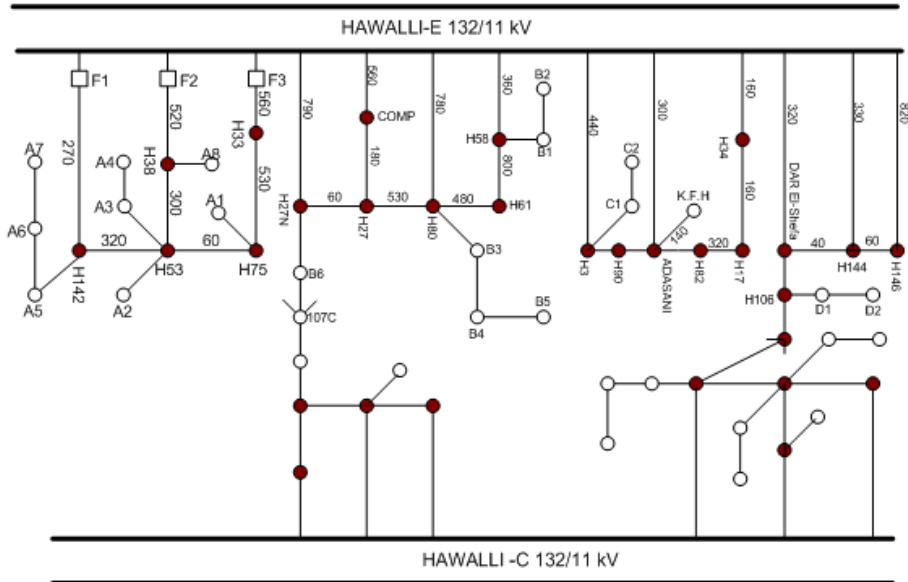 HAWALLI-E 132/11 kV
F1 F2 F3
270 520 560 790 560 780 360 440 300 160 320 330 820
H33 COMP B2
A7 A4 H38 A8 H58 B1 H34 DAR El-Shefa
300 530 180 800 160
A6 A3 A1 C1 K.F.H
H27N 60 H27 530 H80 480 H61
320 60 140 320 40 60
H142 H53 H75 B3 H3 H90 ADASANI H82 H17 H144 H146
A5 A2 B6 H106 D1 D2
107C B4 B5
HAWALLI -C 132/11 kV